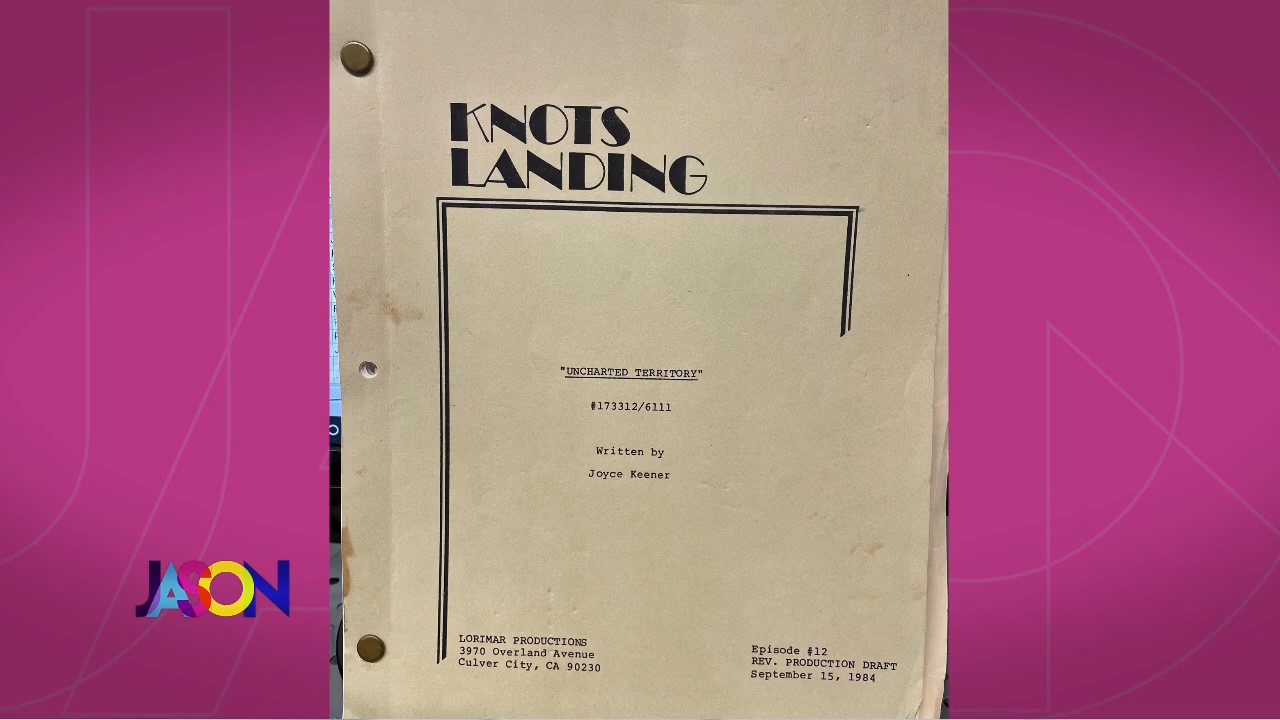 KNOTS
LANDING
"UNCHARTED TERRITORY"
#173312/6111
Written by
Joyce Keener
LORIMAR PRODUCTIONS
3970 Overland Avenue
Culver City, CA 90230
Episode #12
REV. PRODUCTION DRAFT
September 15, 1984
JASON